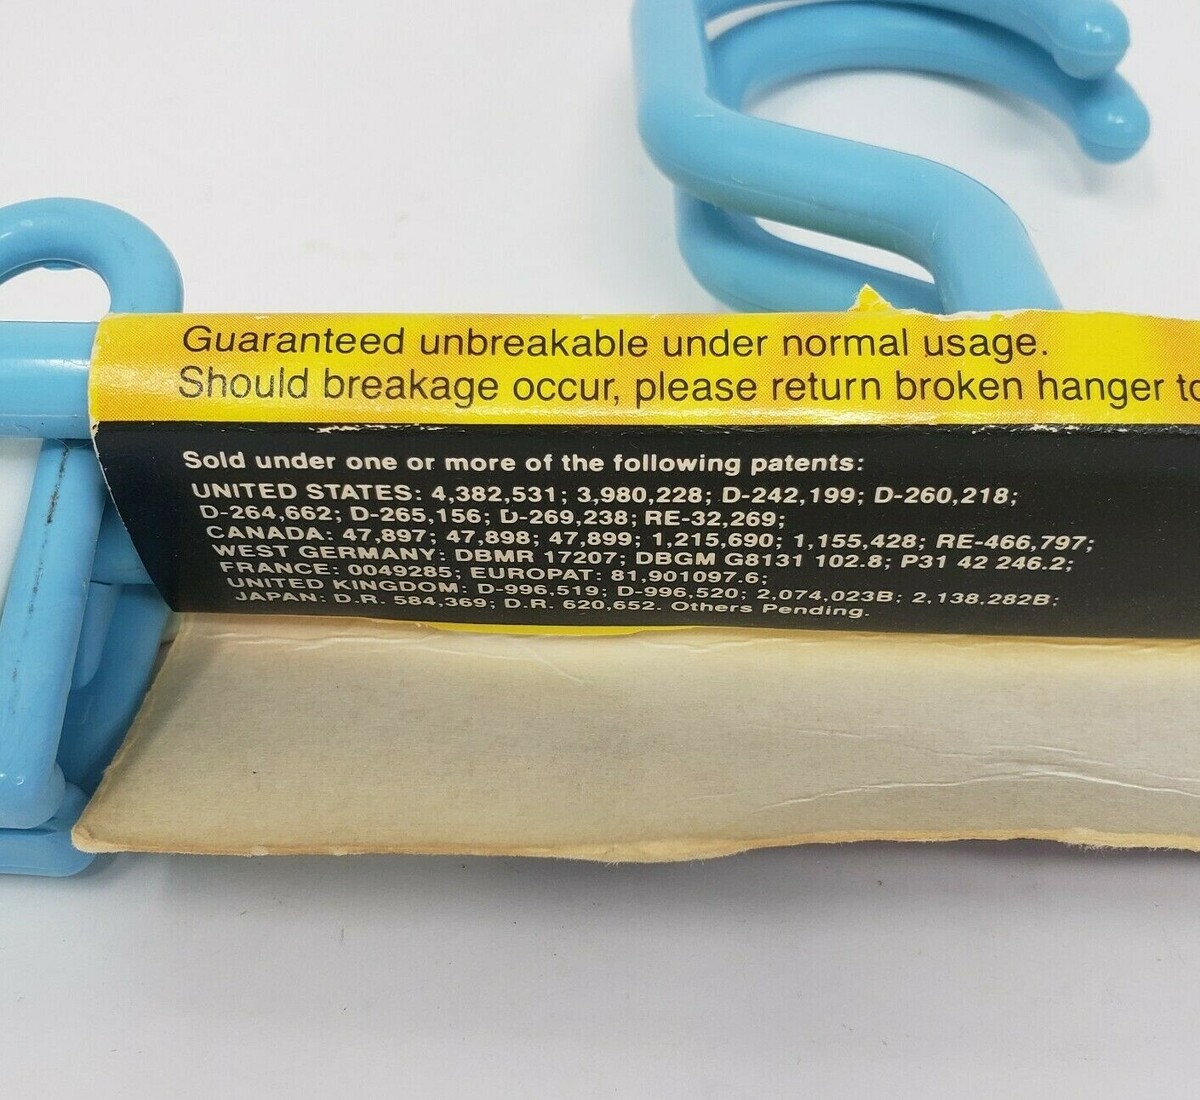 Guaranteed unbreakable under normal usage.
Should breakage occur, please return broken hanger to
Sold under one or more of the following patents:
UNITED STATES: 4,382,531; 3,980,228; D-242,199; D-260,218;
D-264,662; D-265,156; D-269,238; RE-32,269;
CANADA: 47,897; 47,898; 47,899; 1,215,690; 1,155,428; RE-466,797;
WEST GERMANY: DBMR 17207; DBGM G8131 102.8; P31 42 246.2;
FRANCE: 0049285; EUROPAT: 81,901097.6;
UNITED KINGDOM: D-996,519; D-996,520; 2,074,023B; 2,138,282B;
JAPAN: D.R. 584,369; D.R. 620,652. Others Pending.